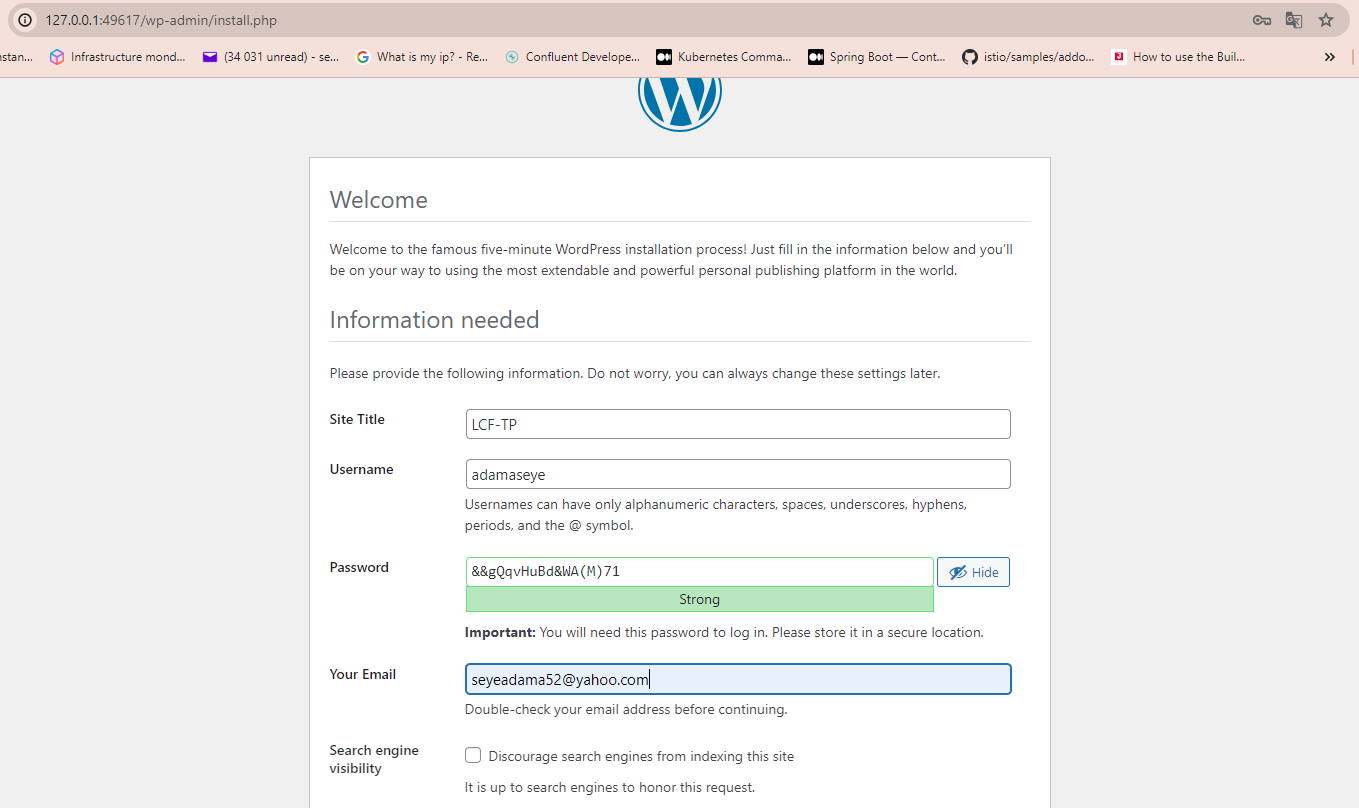 127.0.0.1:49617/wp-admin/install.php
nstan... Infrastructure mond... (34 031 unread) - se... What is my ip? - Re... Confluent Develope... Kubernetes Comma... Spring Boot — Cont... istio/samples/addo... How to use the Buil... »
Welcome
Welcome to the famous five-minute WordPress installation process! Just fill in the information below and you’ll
be on your way to using the most extendable and powerful personal publishing platform in the world.
Information needed
Please provide the following information. Do not worry, you can always change these settings later.
Site Title LCF-TP
Username adamaseye
Usernames can have only alphanumeric characters, spaces, underscores, hyphens,
periods, and the @ symbol.
Password &&gQqvHuBd&WA(M)71 Hide
Strong
Important: You will need this password to log in. Please store it in a secure location.
Your Email seyeadama52@yahoo.com
Double-check your email address before continuing.
Search engine
visibility
Discourage search engines from indexing this site
It is up to search engines to honor this request.